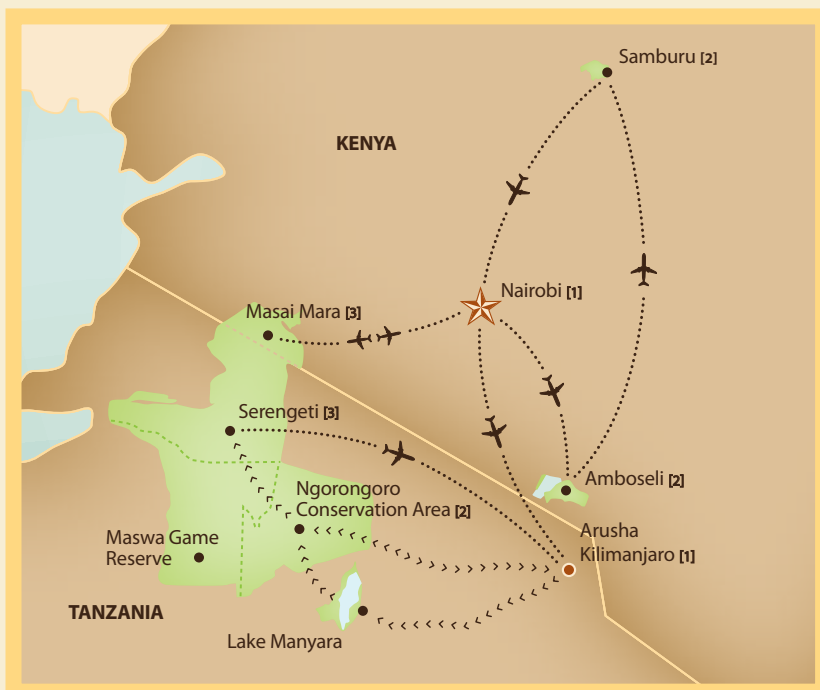 Samburu [2]
KENYA
Nairobi [1]
Masai Mara [3]
Serengeti [3]
Amboseli [2]
Ngorongoro
Conservation Area [2]
Arusha
Kilimanjaro [1]
Maswa Game
Reserve
TANZANIA
Lake Manyara